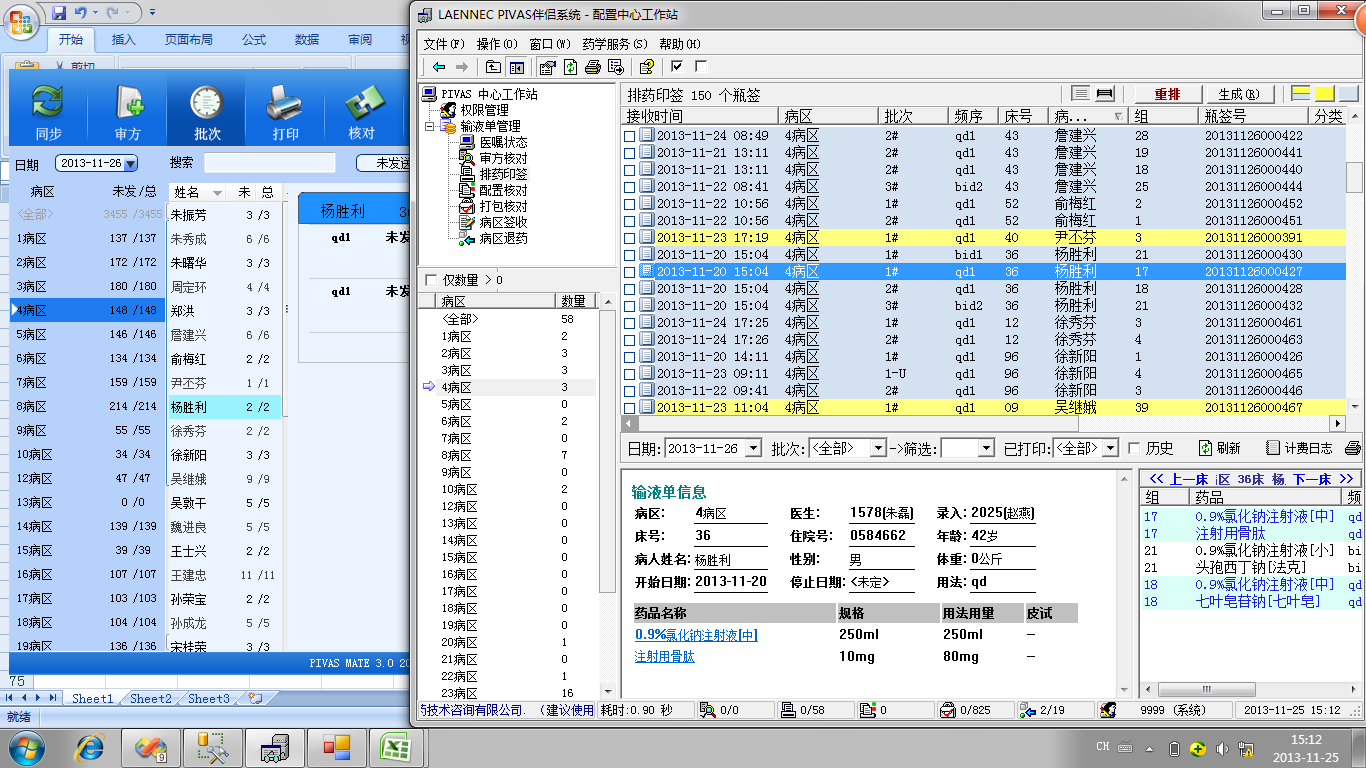 开始 插入 页面布局 公式 数据 审阅
剪切
同步 审方 批次 打印 核对
日期 2013-11-26 搜索 未发送
病区 未发/总
<全部> 3455 /3455
1病区 137 /137
2病区 172 /172
3病区 180 /180
4病区 148 /148
5病区 146 /146
6病区 134 /134
7病区 159 /159
8病区 214 /214
9病区 55 /55
10病区 34 /34
12病区 47 /47
13病区 0 /0
14病区 139 /139
15病区 39 /39
16病区 107 /107
17病区 103 /103
18病区 104 /104
19病区 136 /136
姓名 未 总
朱振芳 3 /3
朱秀成 6 /6
朱曙华 3 /3
周定环 4 /4
郑洪 3 /3
詹建兴 6 /6
俞梅红 2 /2
尹丕芬 1 /1
杨胜利 2 /2
徐秀芬 2 /2
徐新阳 3 /3
吴继娥 9 /9
吴敦干 5 /5
魏进良 5 /5
王士兴 2 /2
王建忠 11 /11
孙荣宝 2 /2
孙成龙 5 /5
宋桂荣 3 /3
杨胜利
qd1 未发
qd1 未发
PIVAS MATE 3.0 20
75
Sheet1 Sheet2 Sheet3
就绪
LAENNEC PIVAS伴侣系统 - 配置中心工作站
文件(F) 操作(O) 窗口(W) 药学服务(S) 帮助(H)
PIVAS 中心工作站
权限管理
输液单管理
医嘱状态
审方核对
排药印签
配置核对
打包核对
病区签收
病区退药
仅数量 > 0
病区 数量
<全部> 58
1病区 2
2病区 3
3病区 3
4病区 3
5病区 0
6病区 2
7病区 0
8病区 7
9病区 0
10病区 2
12病区 0
13病区 0
14病区 0
15病区 0
16病区 0
17病区 0
18病区 0
19病区 0
20病区 1
21病区 0
22病区 1
23病区 16
排药印签 150 个瓶签 重排 生成(R)
接收时间 病区 批次 频序 床号 病... 组 瓶签号 分类
2013-11-24 08:49 4病区 2# qd1 43 詹建兴 28 20131126000422
2013-11-21 13:11 4病区 2# qd1 43 詹建兴 19 20131126000441
2013-11-21 13:11 4病区 2# qd1 43 詹建兴 18 20131126000440
2013-11-22 08:41 4病区 3# bid2 43 詹建兴 25 20131126000444
2013-11-22 10:56 4病区 1# qd1 52 俞梅红 2 20131126000452
2013-11-22 10:56 4病区 2# qd1 52 俞梅红 1 20131126000451
2013-11-23 17:19 4病区 1# qd1 40 尹丕芬 3 20131126000391
2013-11-20 15:04 4病区 1# bid1 36 杨胜利 21 20131126000430
2013-11-20 15:04 4病区 1# qd1 36 杨胜利 17 20131126000427
2013-11-20 15:04 4病区 2# qd1 36 杨胜利 18 20131126000428
2013-11-20 15:04 4病区 3# bid2 36 杨胜利 21 20131126000432
2013-11-24 17:25 4病区 1# qd1 12 徐秀芬 3 20131126000461
2013-11-24 17:26 4病区 2# qd1 12 徐秀芬 4 20131126000463
2013-11-20 14:11 4病区 1# qd1 96 徐新阳 1 20131126000426
2013-11-23 09:11 4病区 1-U qd1 96 徐新阳 4 20131126000465
2013-11-22 09:41 4病区 2# qd1 96 徐新阳 3 20131126000446
2013-11-23 11:04 4病区 1# qd1 09 吴继娥 39 20131126000467
日期: 2013-11-26 批次: <全部> ->筛选: 已打印: <全部> 历史 刷新 计费日志
输液单信息
病区: 4病区 医生: 1578(朱磊) 录入: 2025(赵燕)
床号: 36 住院号: 0584662 年龄: 42岁
病人姓名: 杨胜利 性别: 男 体重: 0公斤
开始日期: 2013-11-20 停止日期: <未定> 用法: qd
药品名称 规格 用法用量 皮试
0.9%氯化钠注射液[中] 250ml 250ml –
注射用骨肽 10mg 80mg –
<< 上一床 区 36床 杨 下一床 >>
组 药品 频
17 0.9%氯化钠注射液[中] qd
17 注射用骨肽 qd
21 0.9%氯化钠注射液[小] bi
21 头孢西丁钠[法克] bi
18 0.9%氯化钠注射液[中] qd
18 七叶皂苷钠[七叶皂] qd
技术咨询有限公司. (建议使用 耗时:0.90 秒 0/0 0/58 0 0/825 2/19 9999 (系统) 2013-11-25 15:12
9
CH
15:12
2013-11-25